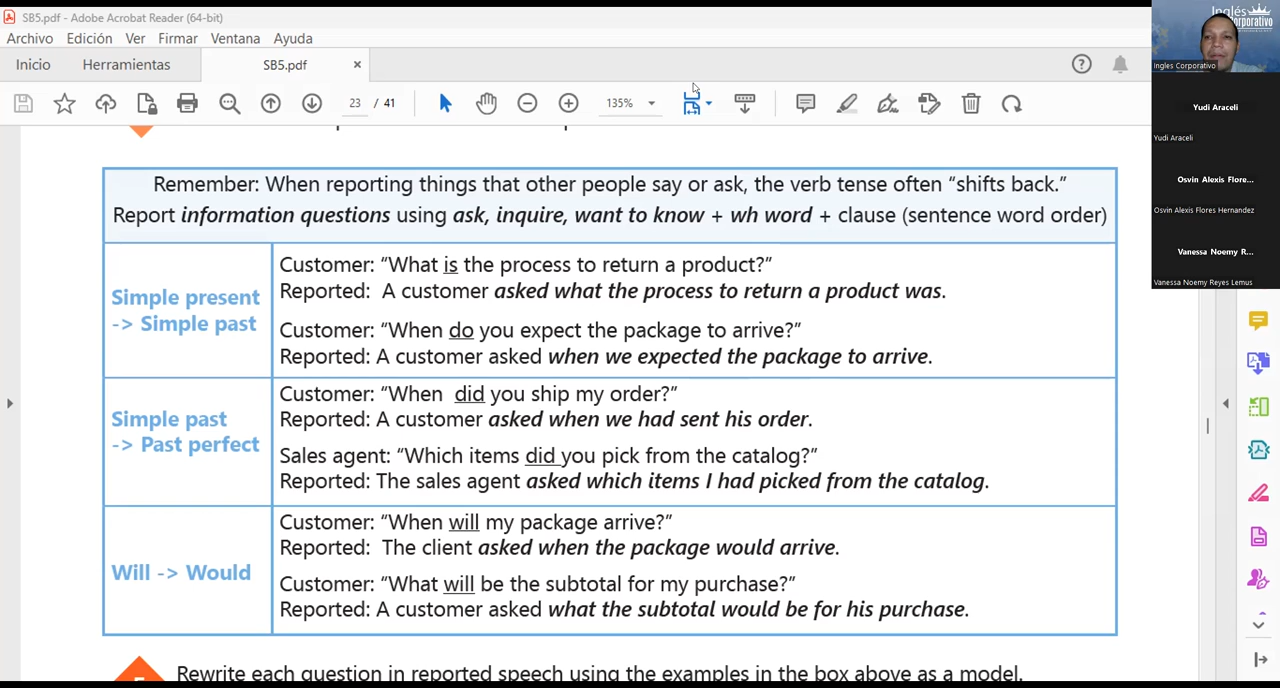 SB5.pdf - Adobe Acrobat Reader (64-bit)
Archivo Edición Ver Firmar Ventana Ayuda
Inicio Herramientas SB5.pdf ×
23 / 41 135%
Remember: When reporting things that other people say or ask, the verb tense often “shifts back.”
Report information questions using ask, inquire, want to know + wh word + clause (sentence word order)
Simple present
-> Simple past
Customer: “What is the process to return a product?”
Reported: A customer asked what the process to return a product was.
Customer: “When do you expect the package to arrive?”
Reported: A customer asked when we expected the package to arrive.
Simple past
-> Past perfect
Customer: “When did you ship my order?”
Reported: A customer asked when we had sent his order.
Sales agent: “Which items did you pick from the catalog?”
Reported: The sales agent asked which items I had picked from the catalog.
Will -> Would
Customer: “When will my package arrive?”
Reported: The client asked when the package would arrive.
Customer: “What will be the subtotal for my purchase?”
Reported: A customer asked what the subtotal would be for his purchase.
Rewrite each question in reported speech using the examples in the box above as a model.
Inglés
Corporativo
Ingles Corporativo
Yudi Araceli
Yudi Araceli
Osvin Alexis Flore...
Osvin Alexis Flores Hernandez
Vanessa Noemy R...
Vanessa Noemy Reyes Lemus